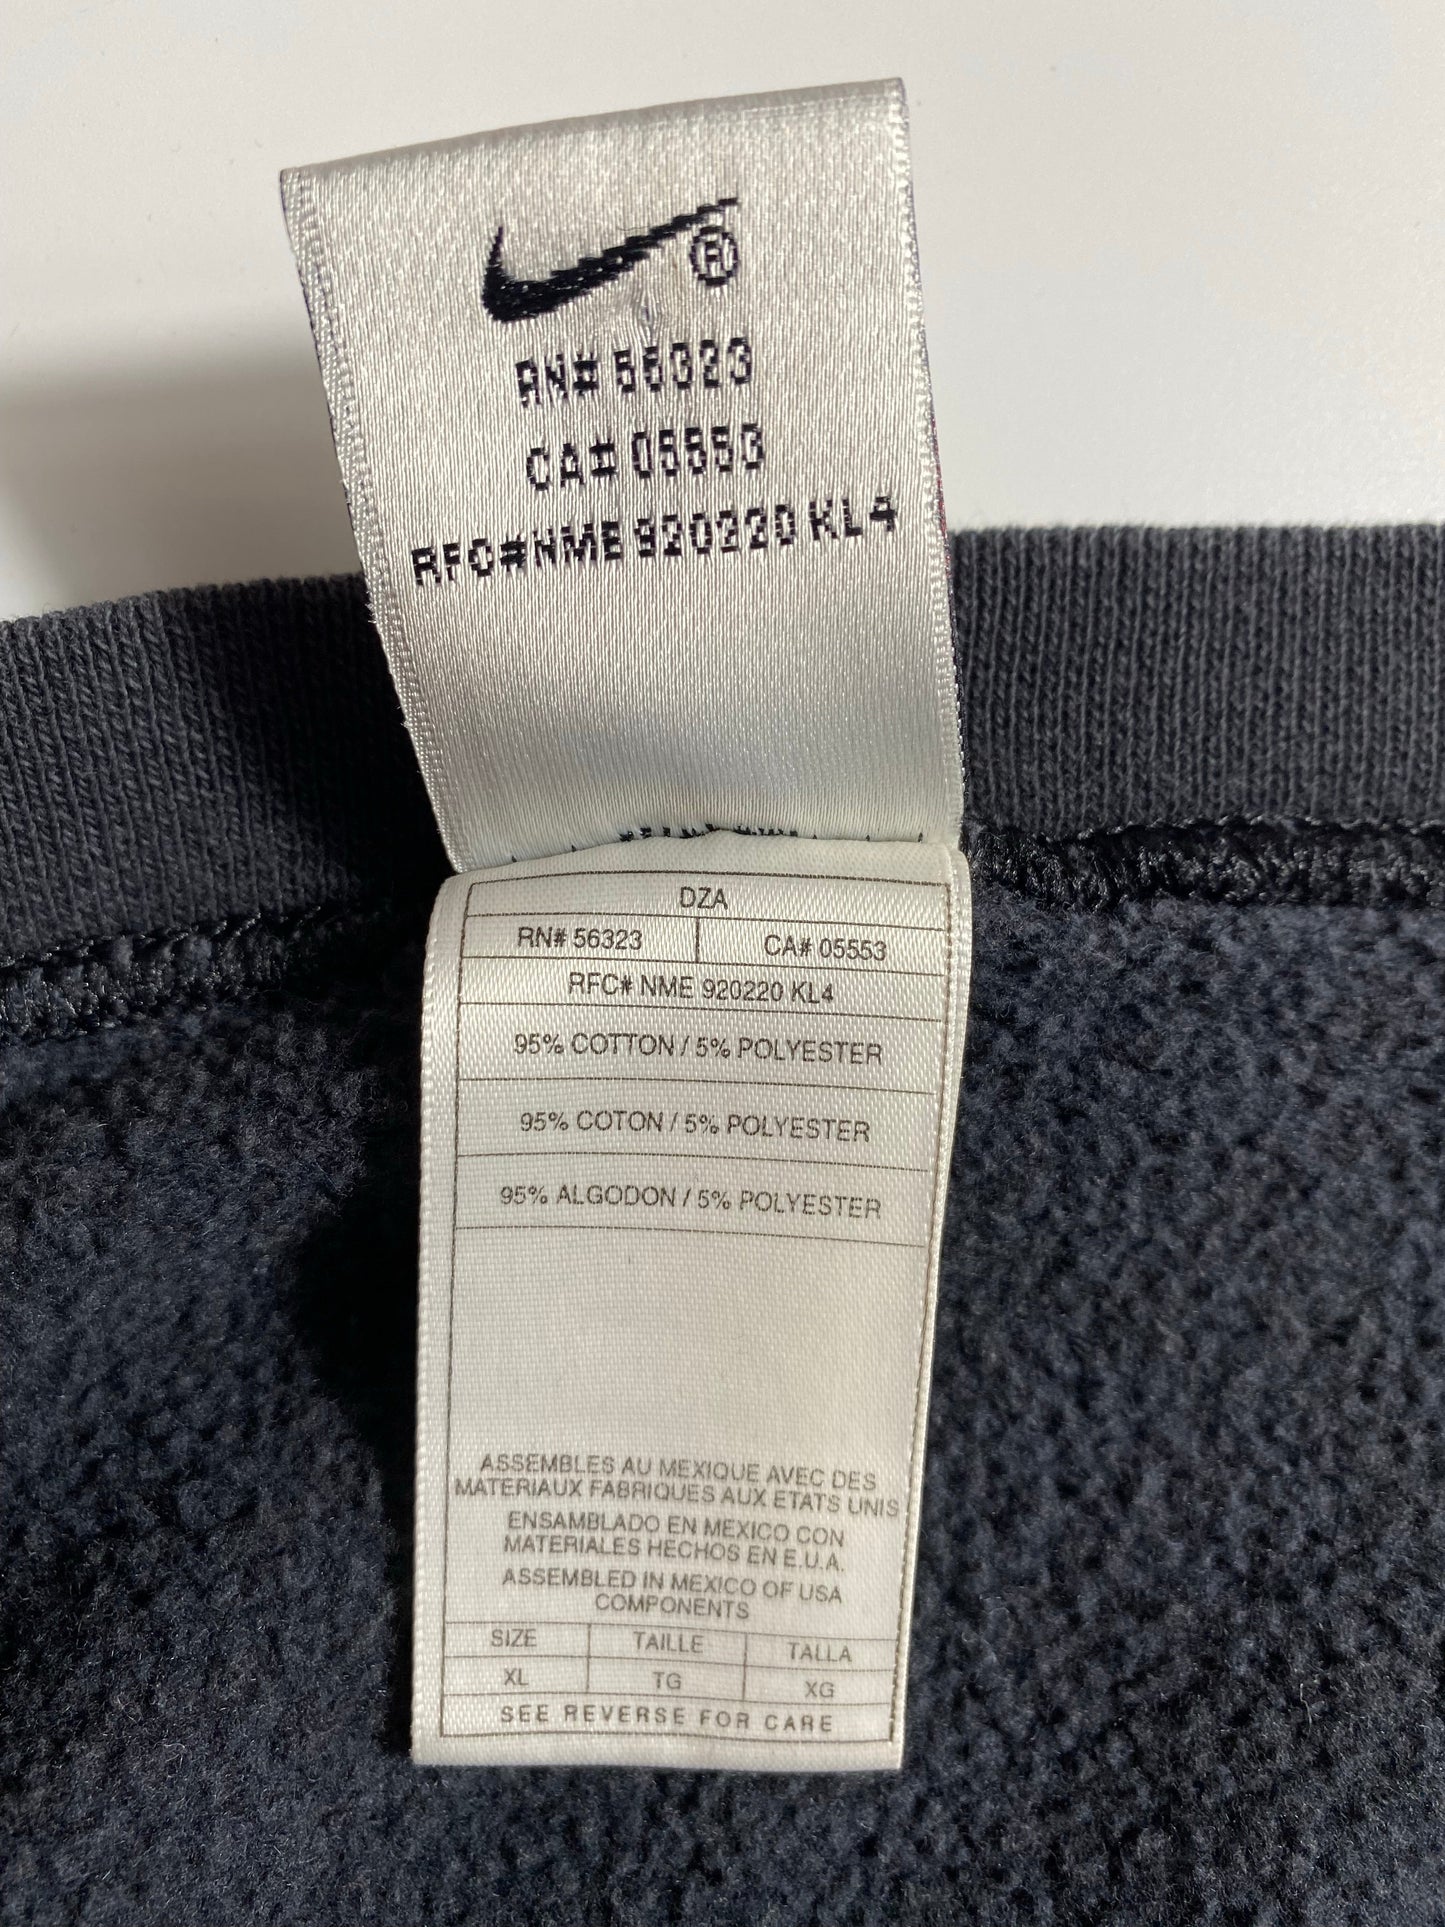 ®
RN# 56323
CA# 05553
RFC# NME 920220 KL4
DZA
RN# 56323 CA# 05553
RFC# NME 920220 KL4
95% COTTON / 5% POLYESTER
95% COTON / 5% POLYESTER
95% ALGODON / 5% POLYESTER
ASSEMBLES AU MEXIQUE AVEC DES
MATERIAUX FABRIQUES AUX ETATS UNIS
ENSAMBLADO EN MEXICO CON
MATERIALES HECHOS EN E.U.A.
ASSEMBLED IN MEXICO OF USA
COMPONENTS
SIZE TAILLE TALLA
XL TG XG
SEE REVERSE FOR CARE